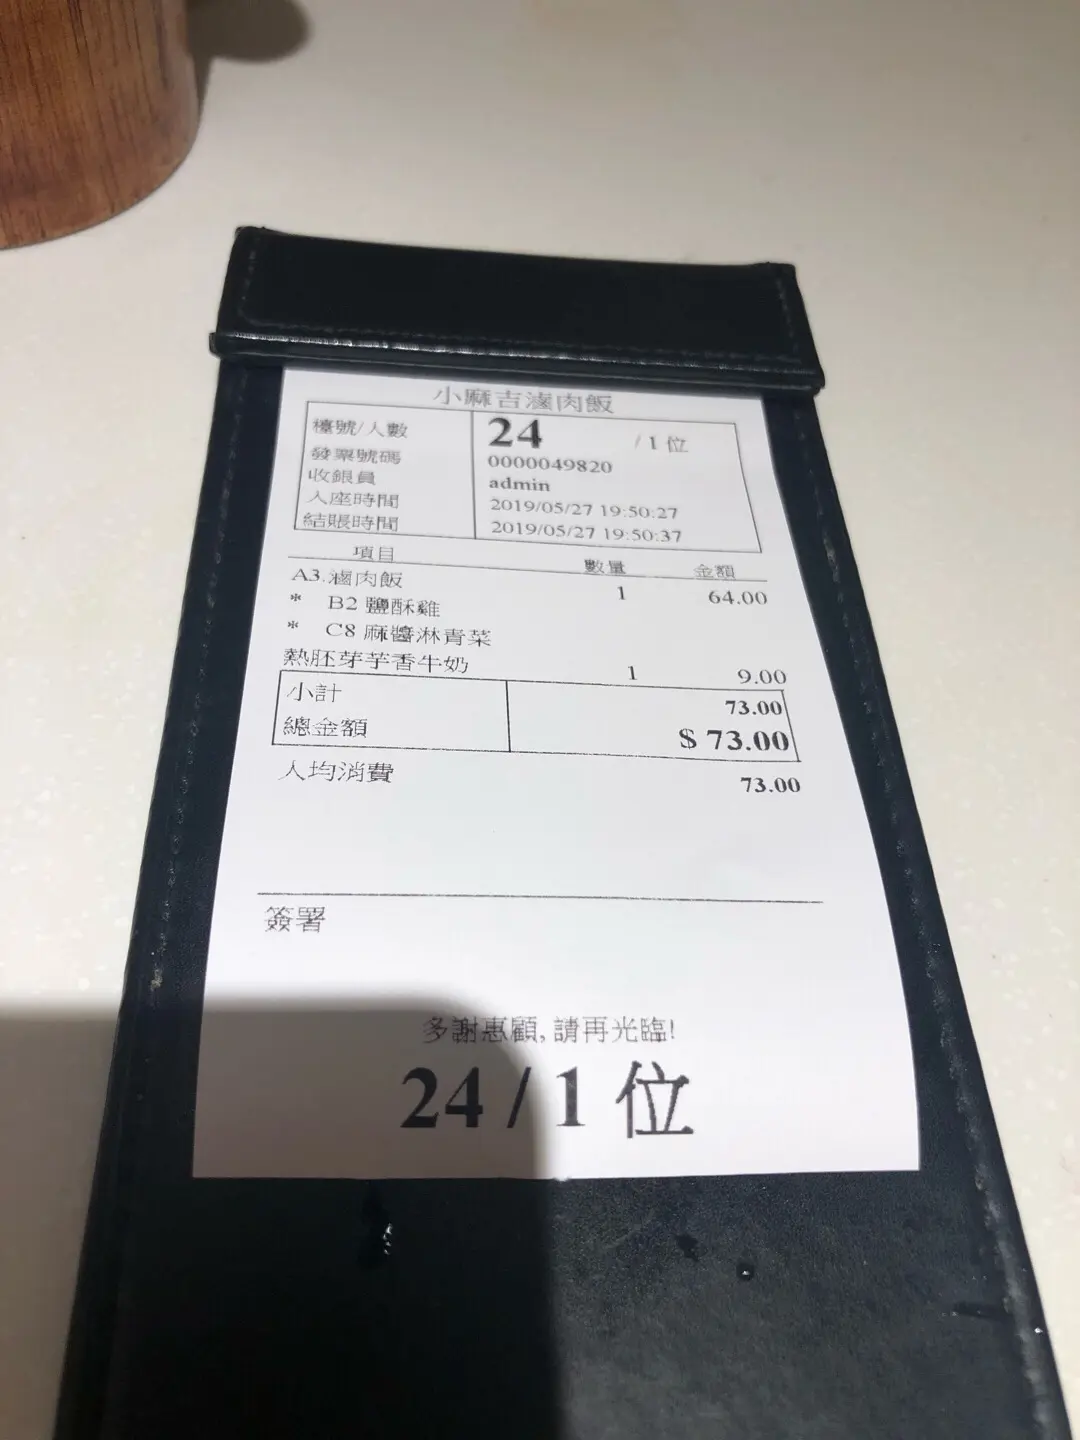 小麻吉滷肉飯
檯號/人數 24 /1 位
發票號碼 0000049820
收銀員 admin
入座時間 2019/05/27 19:50:27
結賬時間 2019/05/27 19:50:37
項目 數量 金額
A3.滷肉飯 1 64.00
* B2 鹽酥雞
* C8 麻醬淋青菜
熱胚芽芋香牛奶 1 9.00
小計 73.00
總金額 $ 73.00
人均消費 73.00
簽署
多謝惠顧, 請再光臨!
24 / 1 位